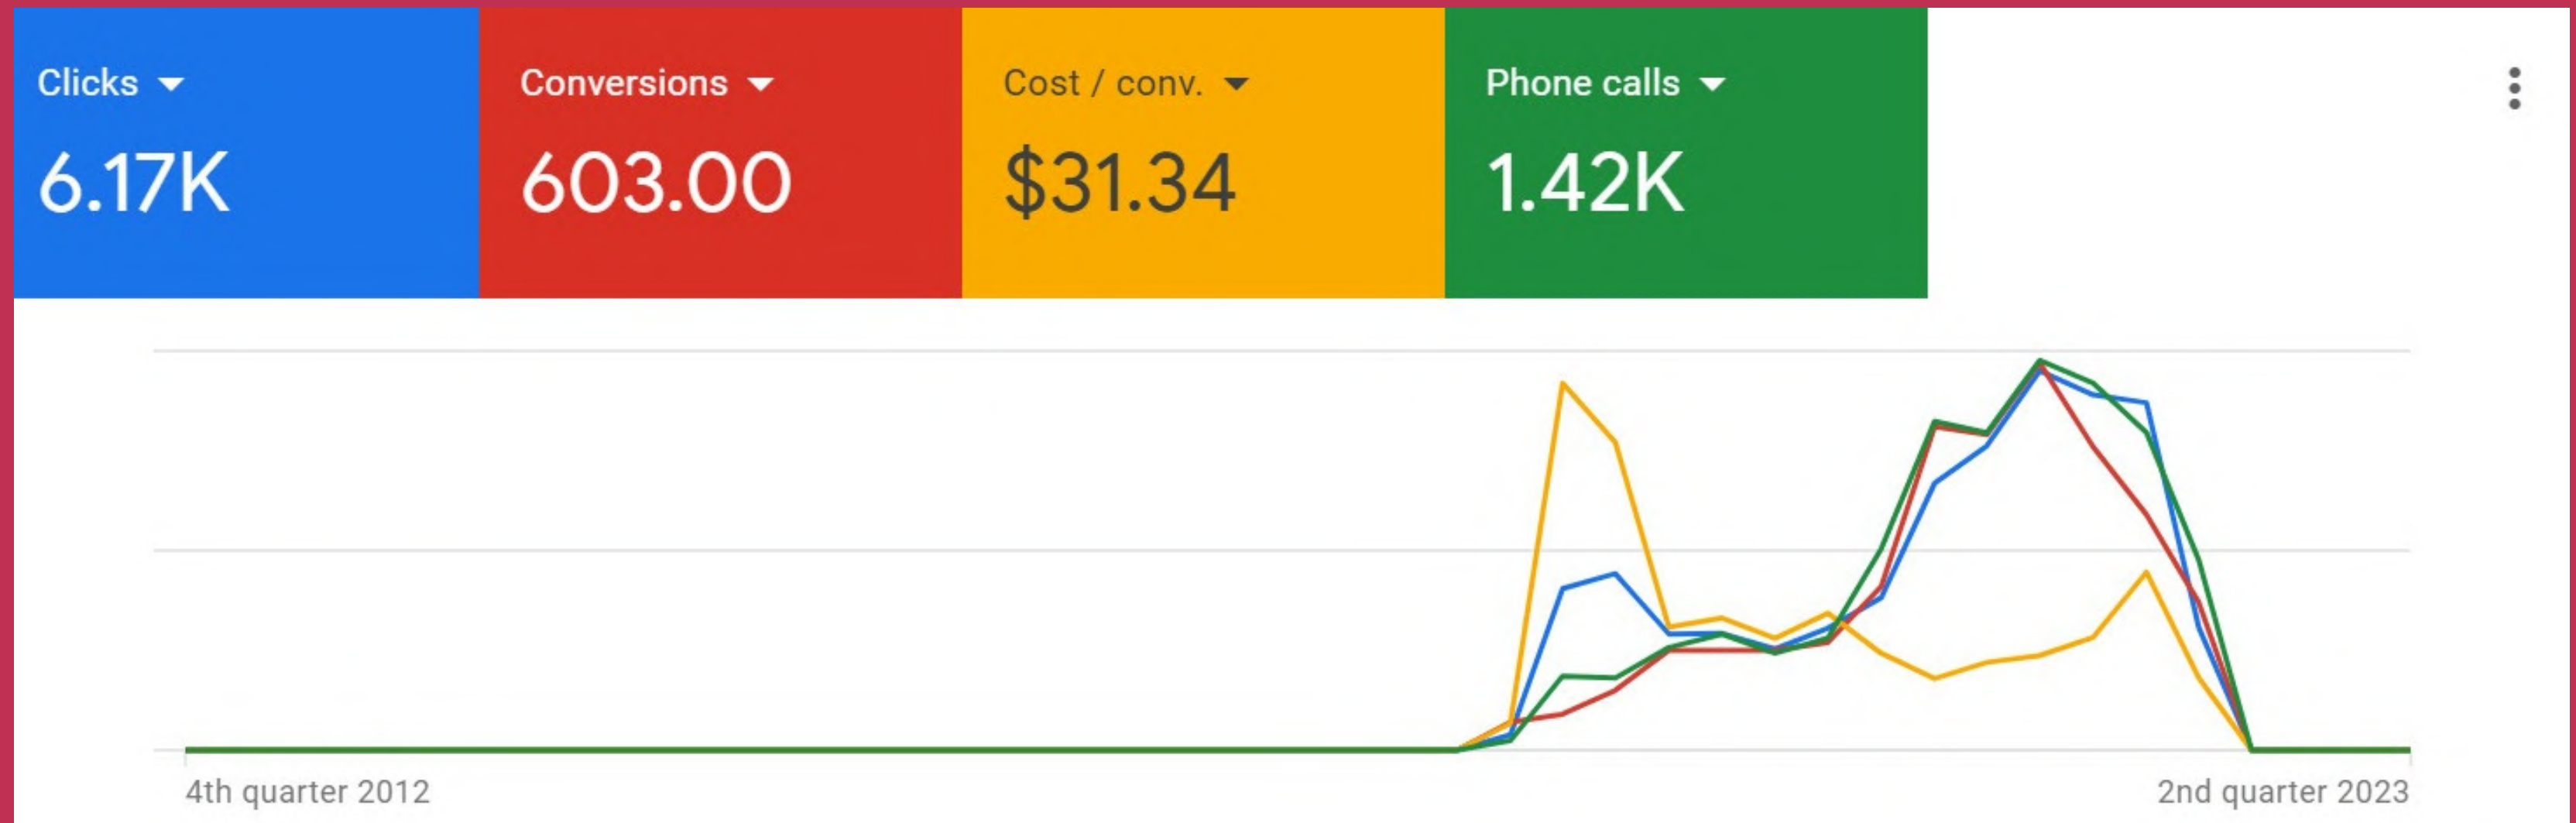 Clicks
6.17K
Conversions
603.00
Cost / conv.
$31.34
Phone calls
1.42K
4th quarter 2012
2nd quarter 2023